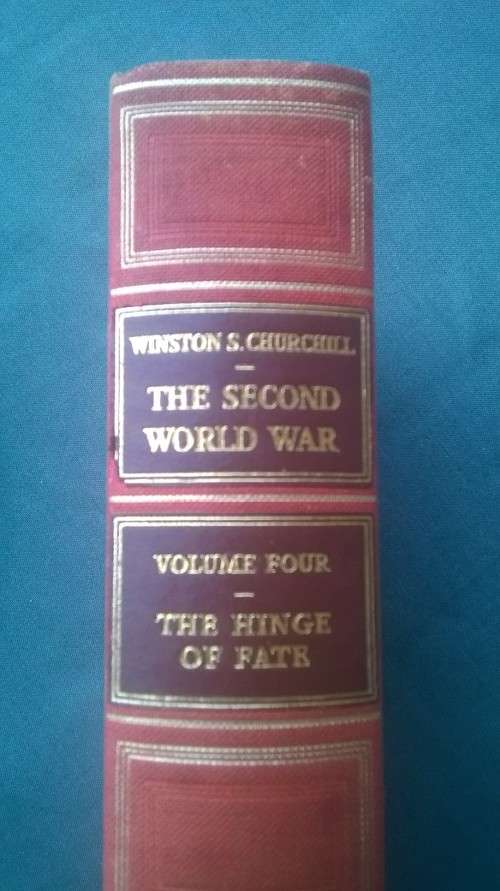 WINSTON S. CHURCHILL
THE SECOND
WORLD WAR
VOLUME FOUR
THE HINGE
OF FATE